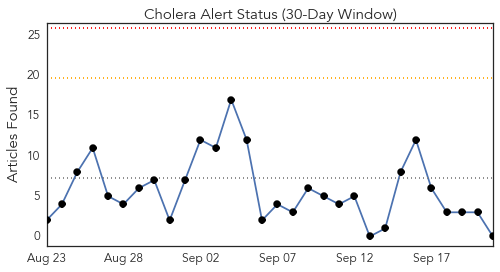 Cholera Alert Status (30-Day Window)
Articles Found
25
20
15
10
5
0
Aug 23
Aug 28
Sep 02
Sep 07
Sep 12
Sep 17